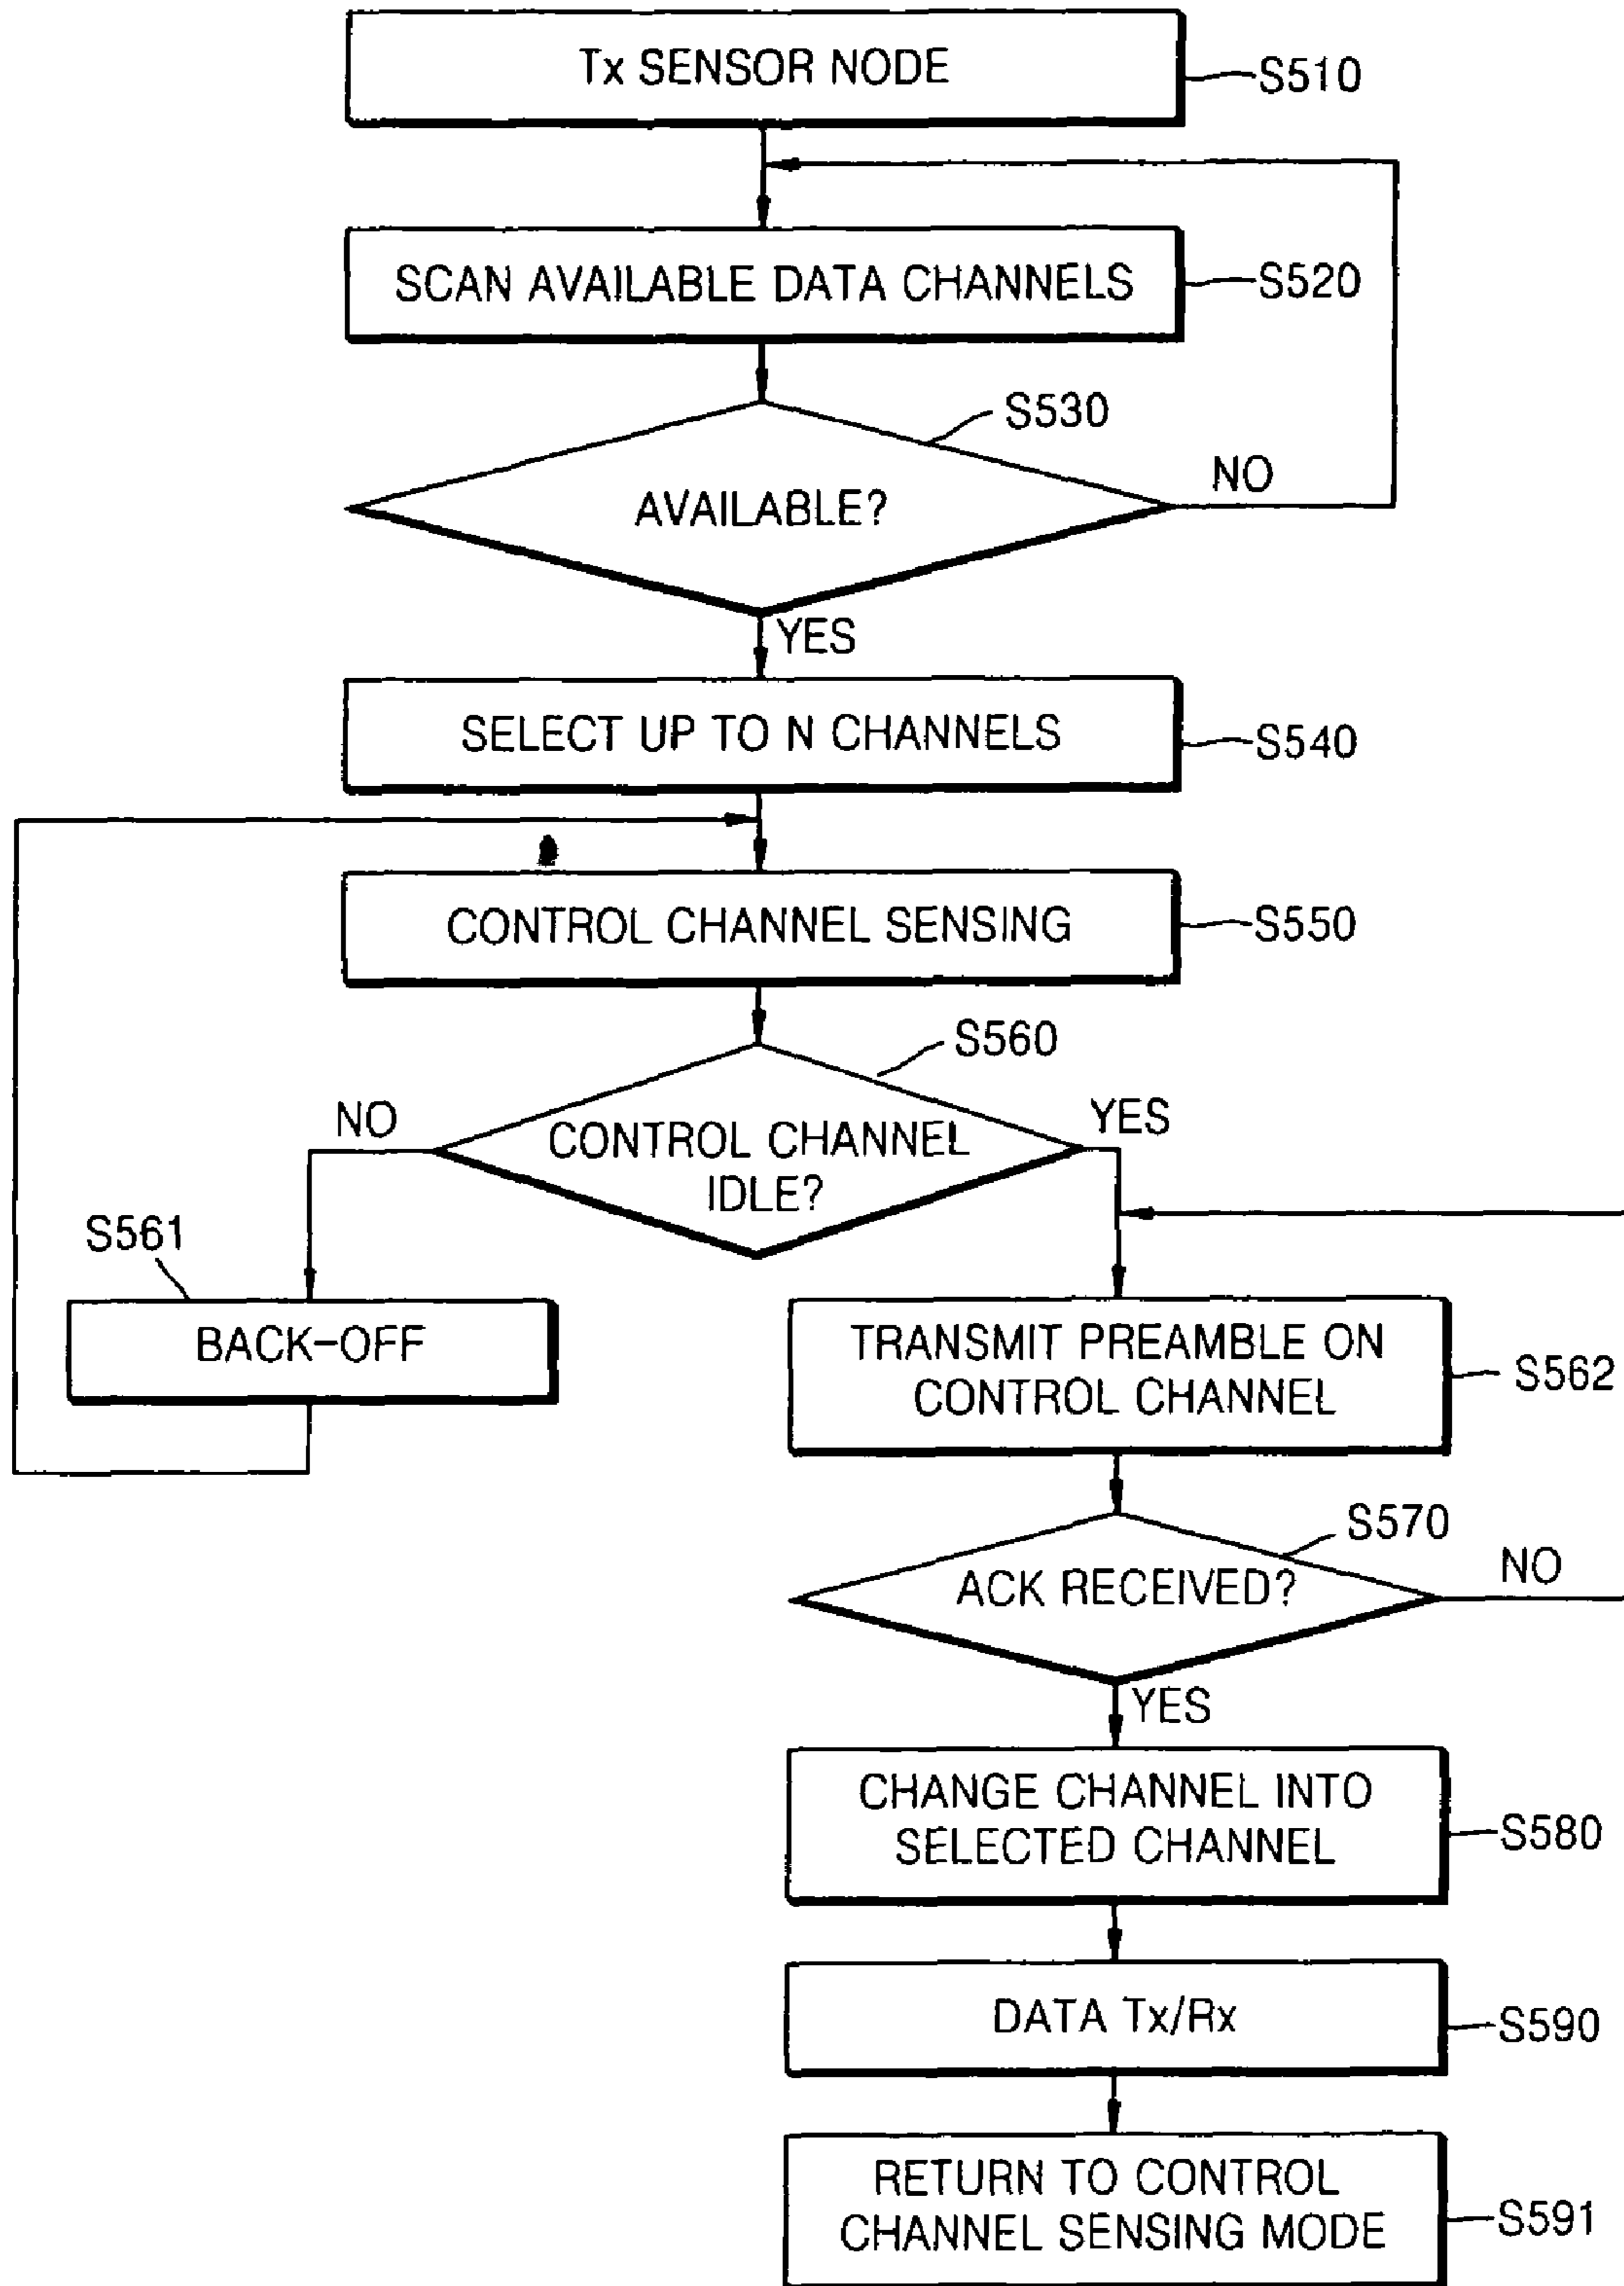 Tx SENSOR NODE
S510
SCAN AVAILABLE DATA CHANNELS
S520
S530
AVAILABLE?
NO
YES
SELECT UP TO N CHANNELS
S540
CONTROL CHANNEL SENSING
S550
S560
NO
YES
CONTROL CHANNEL
IDLE?
S561
BACK-OFF
TRANSMIT PREAMBLE ON
CONTROL CHANNEL
S562
S570
ACK RECEIVED?
NO
YES
CHANGE CHANNEL INTO
SELECTED CHANNEL
S580
DATA Tx/Rx
S590
RETURN TO CONTROL
CHANNEL SENSING MODE
S591